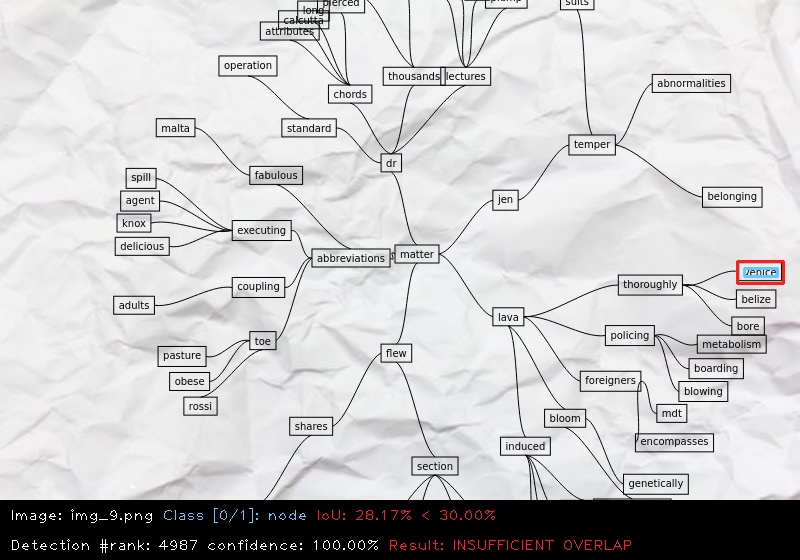 pierced
suits
long
calcutta
attributes
operation
thousands
lectures
abnormalities
chords
malta
standard
temper
dr
spill
fabulous
agent
belonging
jen
knox
executing
delicious
abbreviations
matter
venice
coupling
thoroughly
belize
adults
lava
bore
toe
policing
metabolism
pasture
flew
boarding
obese
foreigners
blowing
rossi
mdt
bloom
shares
encompasses
induced
section
genetically
Image: img_9.png Class [0/1]: node IoU: 28.17% < 30.00%
Detection #rank: 4987 confidence: 100.00% Result: INSUFFICIENT OVERLAP